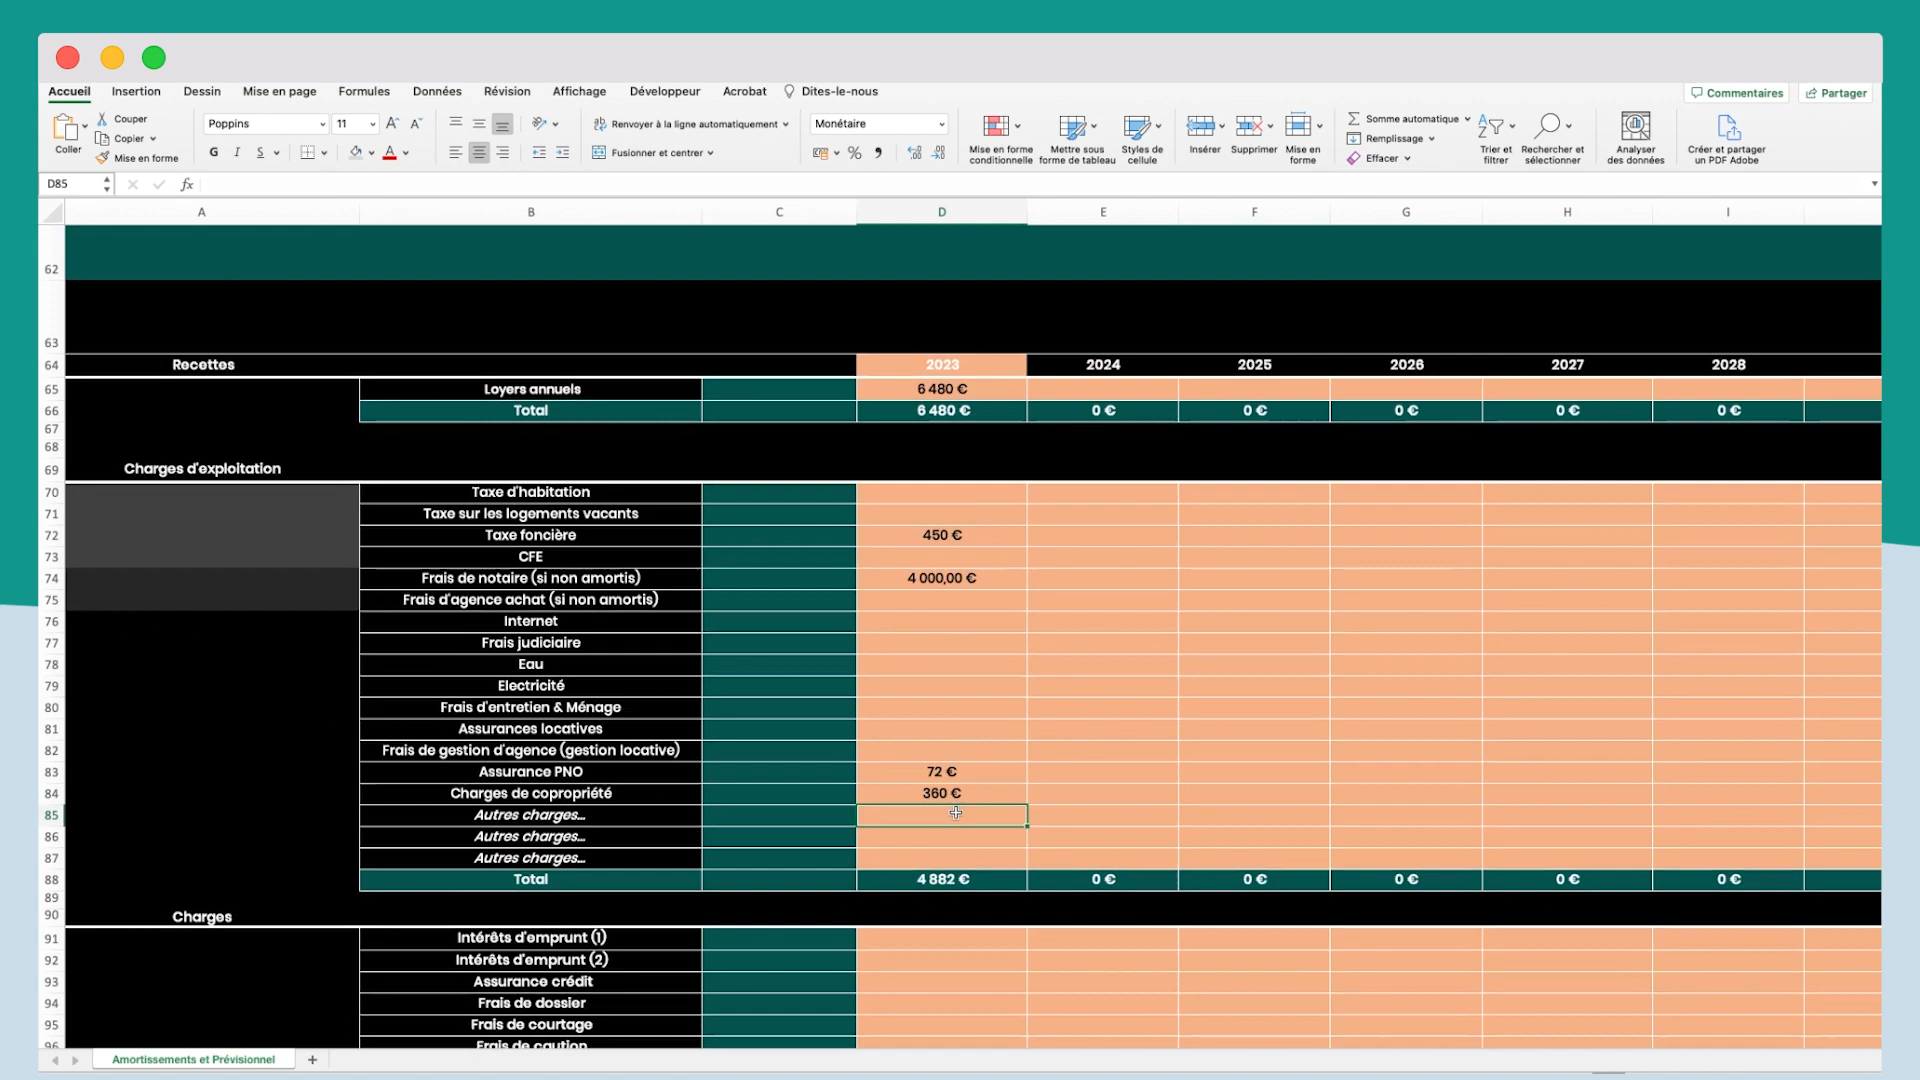 Accueil Insertion Dessin Mise en page Formules Données Révision Affichage Développeur Acrobat Dites-le-nous Commentaires Partager
Coller
Couper
Copier
Mise en forme
Poppins 11
G I S
Renvoyer à la ligne automatiquement
Fusionner et centrer
Monétaire
Mise en forme conditionnelle
Mettre sous forme de tableau
Styles de cellule
Insérer
Supprimer
Mise en forme
Somme automatique
Remplissage
Effacer
Trier et filtrer
Rechercher et sélectionner
Analyser des données
Créer et partager un PDF Adobe
D85 fx
A B C D E F G H I
62
63
64 Recettes 2023 2024 2025 2026 2027 2028
65 Loyers annuels 6 480 €
66 Total 6 480 € 0 € 0 € 0 € 0 € 0 €
67
68
69 Charges d'exploitation
70 Taxe d'habitation
71 Taxe sur les logements vacants
72 Taxe foncière 450 €
73 CFE
74 Frais de notaire (si non amortis) 4 000,00 €
75 Frais d'agence achat (si non amortis)
76 Internet
77 Frais judiciaire
78 Eau
79 Electricité
80 Frais d'entretien & Ménage
81 Assurances locatives
82 Frais de gestion d'agence (gestion locative)
83 Assurance PNO 72 €
84 Charges de copropriété 360 €
85 Autres charges...
86 Autres charges...
87 Autres charges...
88 Total 4 882 € 0 € 0 € 0 € 0 € 0 €
89
90 Charges
91 Intérêts d'emprunt (1)
92 Intérêts d'emprunt (2)
93 Assurance crédit
94 Frais de dossier
95 Frais de courtage
96 Frais de caution
Amortissements et Prévisionnel +